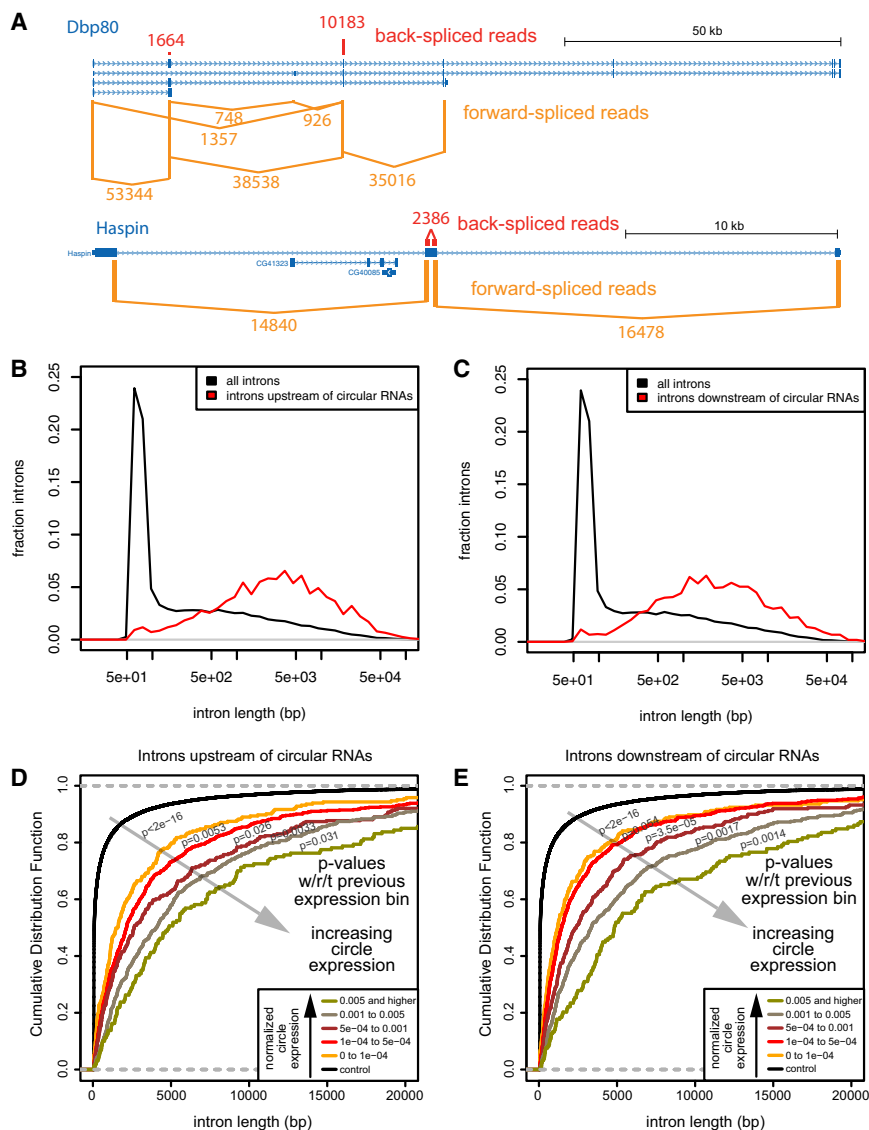 A
Dbp80
1664
10183
back-spliced reads
50 kb
748
926
1357
forward-spliced reads
53344
38538
35016
Haspin
2386
back-spliced reads
10 kb
Haspin
CG41323
CG40085
forward-spliced reads
14840
16478
B
all introns
introns upstream of circular RNAs
fraction introns
0.25
0.20
0.15
0.10
0.05
0.00
5e+01
5e+02
5e+03
5e+04
intron length (bp)
C
all introns
introns downstream of circular RNAs
fraction introns
0.25
0.20
0.15
0.10
0.05
0.00
5e+01
5e+02
5e+03
5e+04
intron length (bp)
D
Introns upstream of circular RNAs
Cumulative Distribution Function
1.0
0.8
0.6
0.4
0.2
0.0
p<2e−16
p=0.0053
p=0.026
p=0.0033
p=0.031
p-values
w/r/t previous
expression bin
increasing
circle
expression
normalized
circle
expression
0.005 and higher
0.001 to 0.005
5e−04 to 0.001
1e−04 to 5e−04
0 to 1e−04
control
0
5000
10000
15000
20000
intron length (bp)
E
Introns downstream of circular RNAs
Cumulative Distribution Function
1.0
0.8
0.6
0.4
0.2
0.0
p<2e−16
p=3.5e−05
p=0.0017
p=0.0014
p-values
w/r/t previous
expression bin
increasing
circle
expression
normalized
circle
expression
0.005 and higher
0.001 to 0.005
5e−04 to 0.001
1e−04 to 5e−04
0 to 1e−04
control
0
5000
10000
15000
20000
intron length (bp)